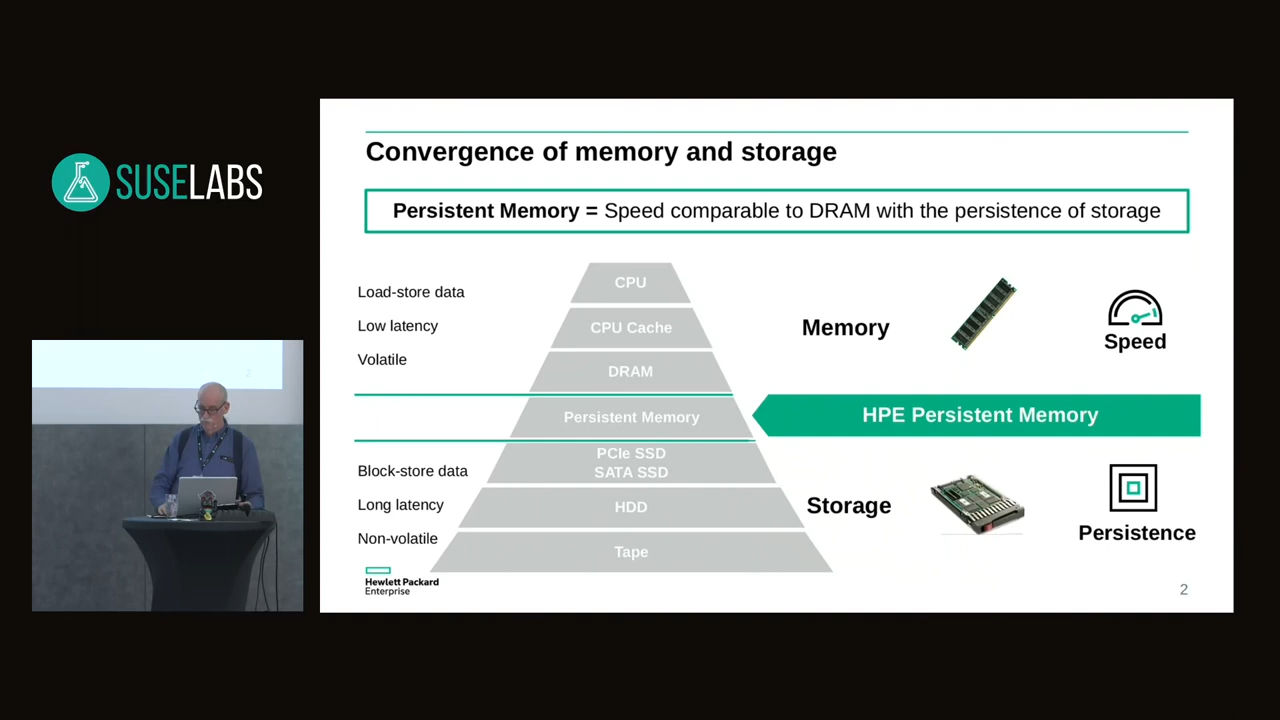 SUSELABS
Convergence of memory and storage
Persistent Memory = Speed comparable to DRAM with the persistence of storage
Load-store data
Low latency
Volatile
CPU
CPU Cache
DRAM
Persistent Memory
PCIe SSD
SATA SSD
HDD
Tape
Block-store data
Long latency
Non-volatile
Memory
Speed
HPE Persistent Memory
Storage
Persistence
Hewlett Packard
Enterprise
2